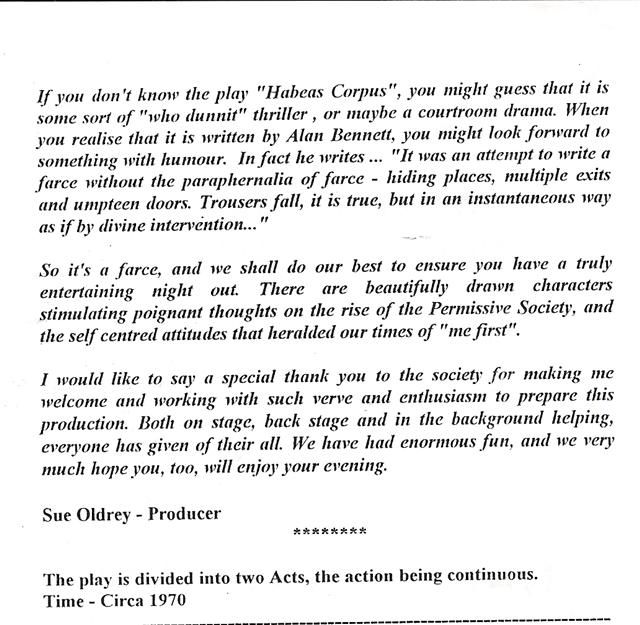 If you don't know the play "Habeas Corpus", you might guess that it is
some sort of "who dunnit" thriller , or maybe a courtroom drama. When
you realise that it is written by Alan Bennett, you might look forward to
something with humour. In fact he writes ... "It was an attempt to write a
farce without the paraphernalia of farce - hiding places, multiple exits
and umpteen doors. Trousers fall, it is true, but in an instantaneous way
as if by divine intervention..."
So it's a farce, and we shall do our best to ensure you have a truly
entertaining night out. There are beautifully drawn characters
stimulating poignant thoughts on the rise of the Permissive Society, and
the self centred attitudes that heralded our times of "me first".
I would like to say a special thank you to the society for making me
welcome and working with such verve and enthusiasm to prepare this
production. Both on stage, back stage and in the background helping,
everyone has given of their all. We have had enormous fun, and we very
much hope you, too, will enjoy your evening.
Sue Oldrey - Producer
********
The play is divided into two Acts, the action being continuous.
Time - Circa 1970